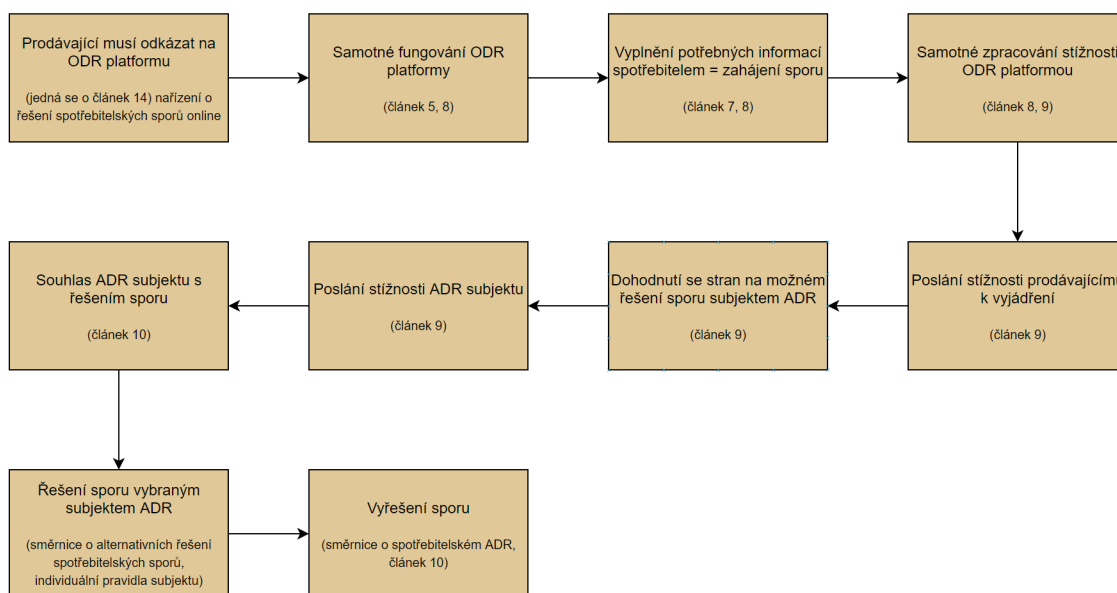 Prodávající musí odkázat na
ODR platformu
(jedná se o článek 14) nařízení o
řešení spotřebitelských sporů online
Samotné fungování ODR
platformy
(článek 5, 8)
Vyplnění potřebných informací
spotřebitelem = zahájení sporu
(článek 7, 8)
Samotné zpracování stížnosti
ODR platformou
(článek 8, 9)
Poslání stížnosti prodávajícímu
k vyjádření
(článek 9)
Dohodnutí se stran na možném
řešení sporu subjektem ADR
(článek 9)
Poslání stížnosti ADR subjektu
(článek 9)
Souhlas ADR subjektu s
řešením sporu
(článek 10)
Řešení sporu vybraným
subjektem ADR
(směrnice o alternativních řešení
spotřebitelských sporů,
individuální pravidla subjektu)
Vyřešení sporu
(směrnice o spotřebitelském ADR,
článek 10)